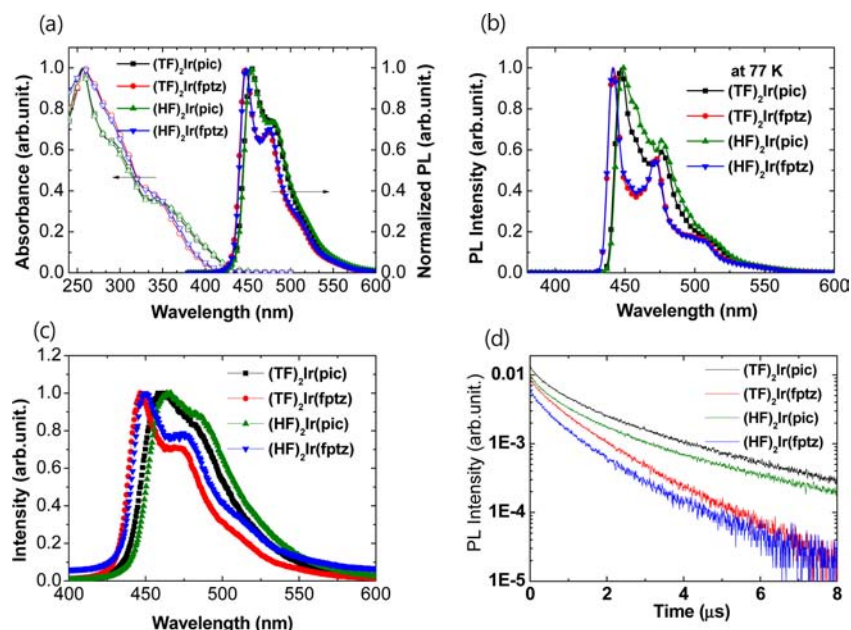 (a)
Absorbance (arb.unit.)
1.0
0.8
0.6
0.4
0.2
0.0
(TF)2Ir(pic)
(TF)2Ir(fptz)
(HF)2Ir(pic)
(HF)2Ir(fptz)
1.0
0.8
0.6
0.4
0.2
0.0
Normalized PL (arb.unit.)
250 300 350 400 450 500 550 600
Wavelength (nm)
(b)
PL Intensity (arb.unit.)
1.0
0.8
0.6
0.4
0.2
0.0
at 77 K
(TF)2Ir(pic)
(TF)2Ir(fptz)
(HF)2Ir(pic)
(HF)2Ir(fptz)
400 450 500 550 600
Wavelength (nm)
(c)
Intensity (arb.unit.)
1.2
1.0
0.8
0.6
0.4
0.2
0.0
(TF)2Ir(pic)
(TF)2Ir(fptz)
(HF)2Ir(pic)
(HF)2Ir(fptz)
400 450 500 550 600
Wavelength (nm)
(d)
PL Intensity (arb.unit.)
0.01
1E-3
1E-4
1E-5
(TF)2Ir(pic)
(TF)2Ir(fptz)
(HF)2Ir(pic)
(HF)2Ir(fptz)
0 2 4 6 8
Time (μs)